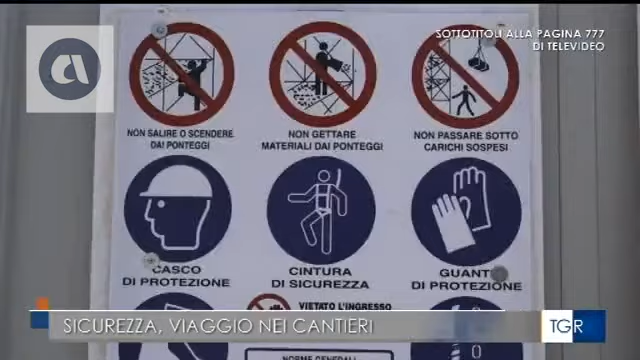 SOTTOTITOLI ALLA PAGINA 777
DI TELEVIDEO
NON SALIRE O SCENDERE
DAI PONTEGGI
NON GETTARE
MATERIALI DAI PONTEGGI
NON PASSARE SOTTO
CARICHI SOSPESI
CASCO
DI PROTEZIONE
CINTURA
DI SICUREZZA
GUANTI
DI PROTEZIONE
VIETATO L'INGRESSO
SICUREZZA, VIAGGIO NEI CANTIERI
TGR
NORME GENERALI